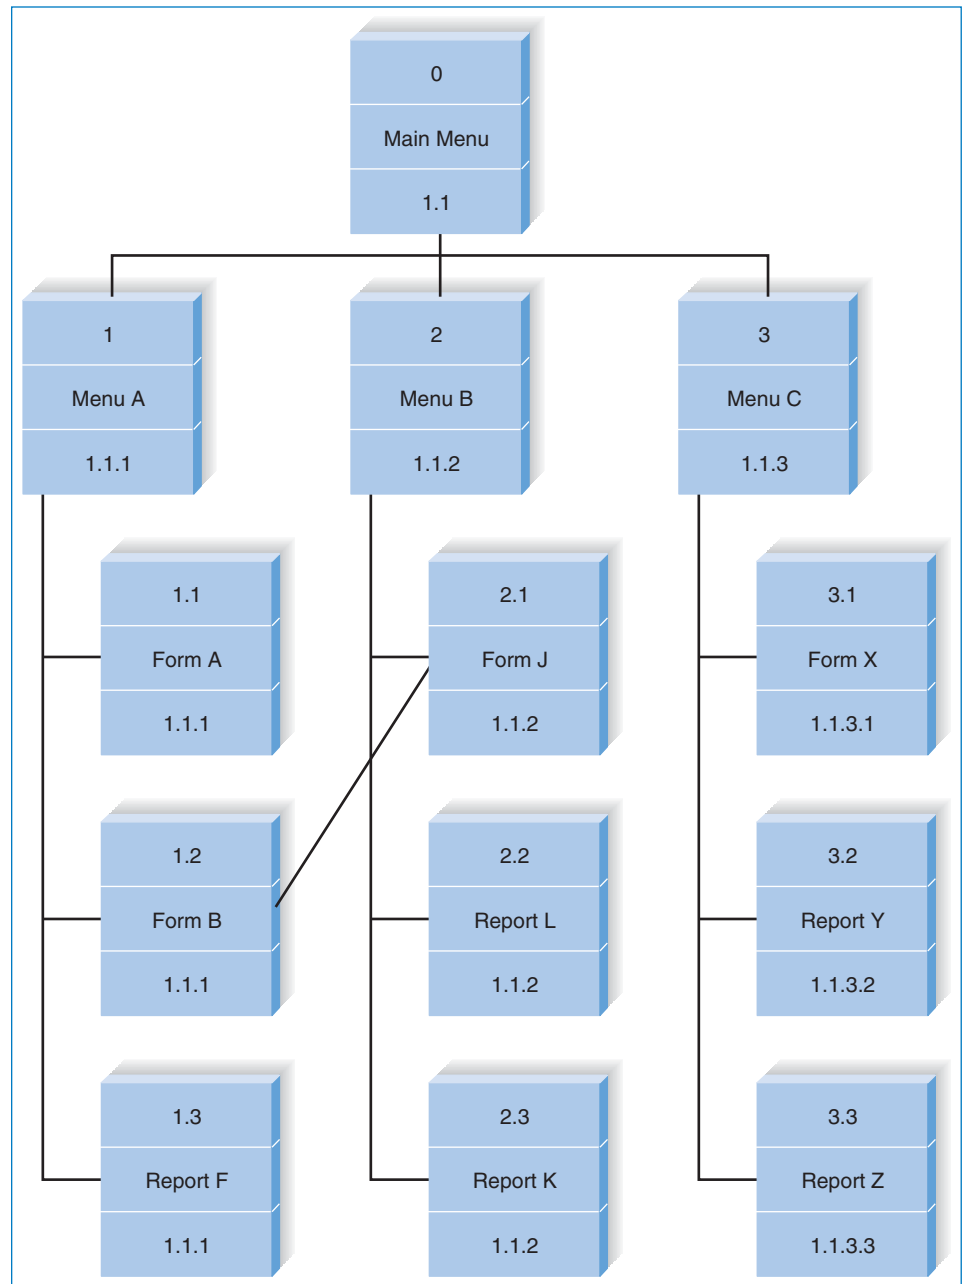 0
Main Menu
1.1
1
Menu A
1.1.1
2
Menu B
1.1.2
3
Menu C
1.1.3
1.1
Form A
1.1.1
2.1
Form J
1.1.2
3.1
Form X
1.1.3.1
1.2
Form B
1.1.1
2.2
Report L
1.1.2
3.2
Report Y
1.1.3.2
1.3
Report F
1.1.1
2.3
Report K
1.1.2
3.3
Report Z
1.1.3.3